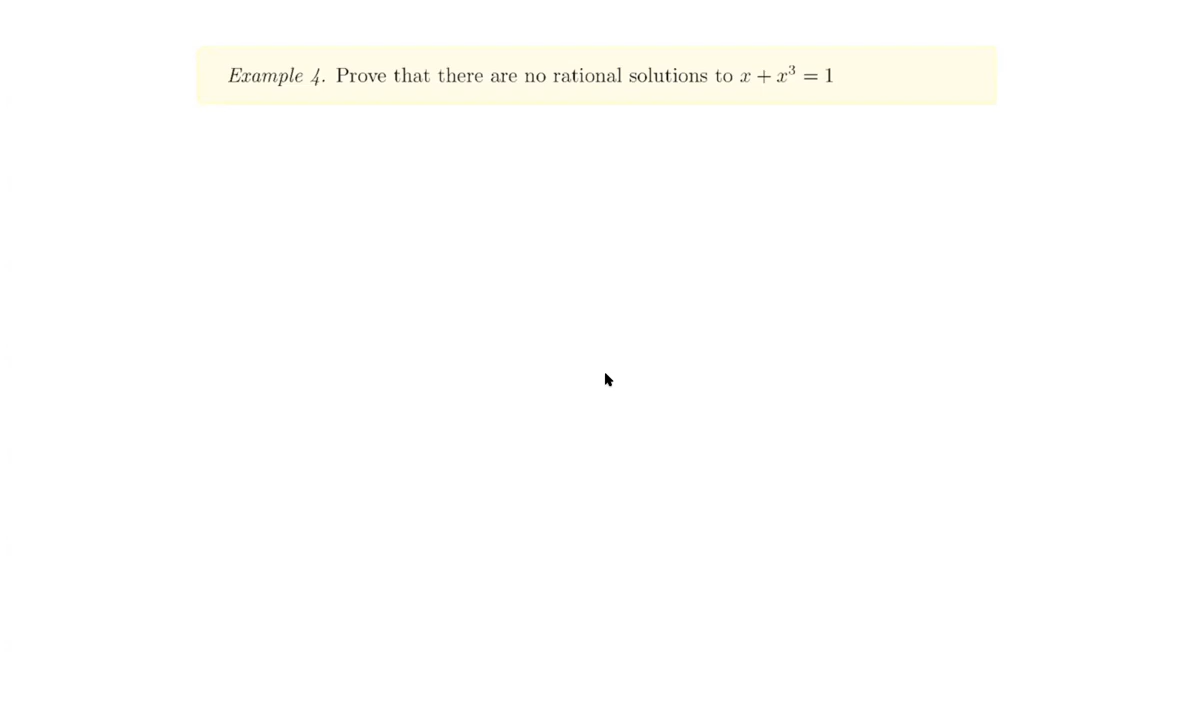 Example 4. Prove that there are no rational solutions to x + x³ = 1